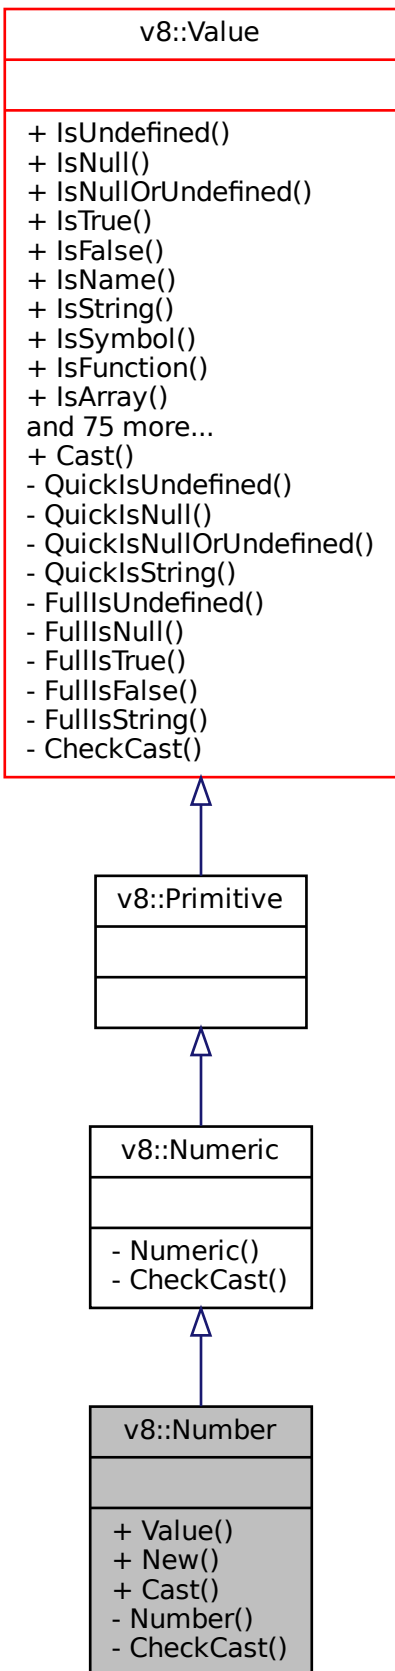 v8::Value
+ IsUndefined()
+ IsNull()
+ IsNullOrUndefined()
+ IsTrue()
+ IsFalse()
+ IsName()
+ IsString()
+ IsSymbol()
+ IsFunction()
+ IsArray()
and 75 more...
+ Cast()
- QuickIsUndefined()
- QuickIsNull()
- QuickIsNullOrUndefined()
- QuickIsString()
- FullIsUndefined()
- FullIsNull()
- FullIsTrue()
- FullIsFalse()
- FullIsString()
- CheckCast()
v8::Primitive
v8::Numeric
- Numeric()
- CheckCast()
v8::Number
+ Value()
+ New()
+ Cast()
- Number()
- CheckCast()